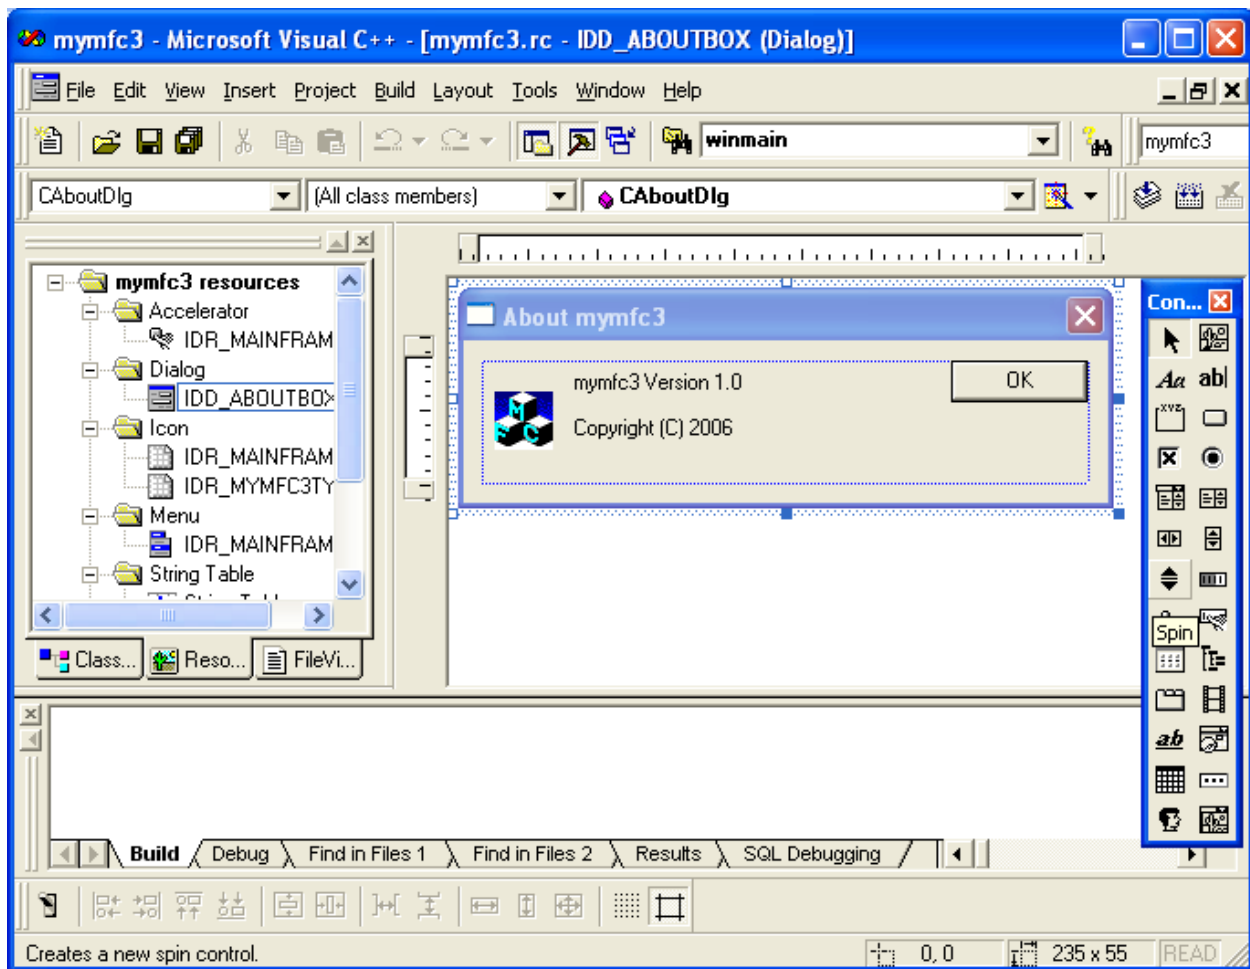 mymfc3 - Microsoft Visual C++ - [mymfc3.rc - IDD_ABOUTBOX (Dialog)]
File Edit View Insert Project Build Layout Tools Window Help
winmain
mymfc3
CAboutDlg
(All class members)
CAboutDlg
mymfc3 resources
Accelerator
IDR_MAINFRAM
Dialog
IDD_ABOUTBOX
Icon
IDR_MAINFRAM
IDR_MYMFC3TY
Menu
IDR_MAINFRAM
String Table
Class... Reso... FileVi...
About mymfc3
mymfc3 Version 1.0
OK
Copyright (C) 2006
MFC
Con...
Aa ab|
XYZ
Spin
ab
Build Debug Find in Files 1 Find in Files 2 Results SQL Debugging
Creates a new spin control.
0, 0
235 x 55
READ